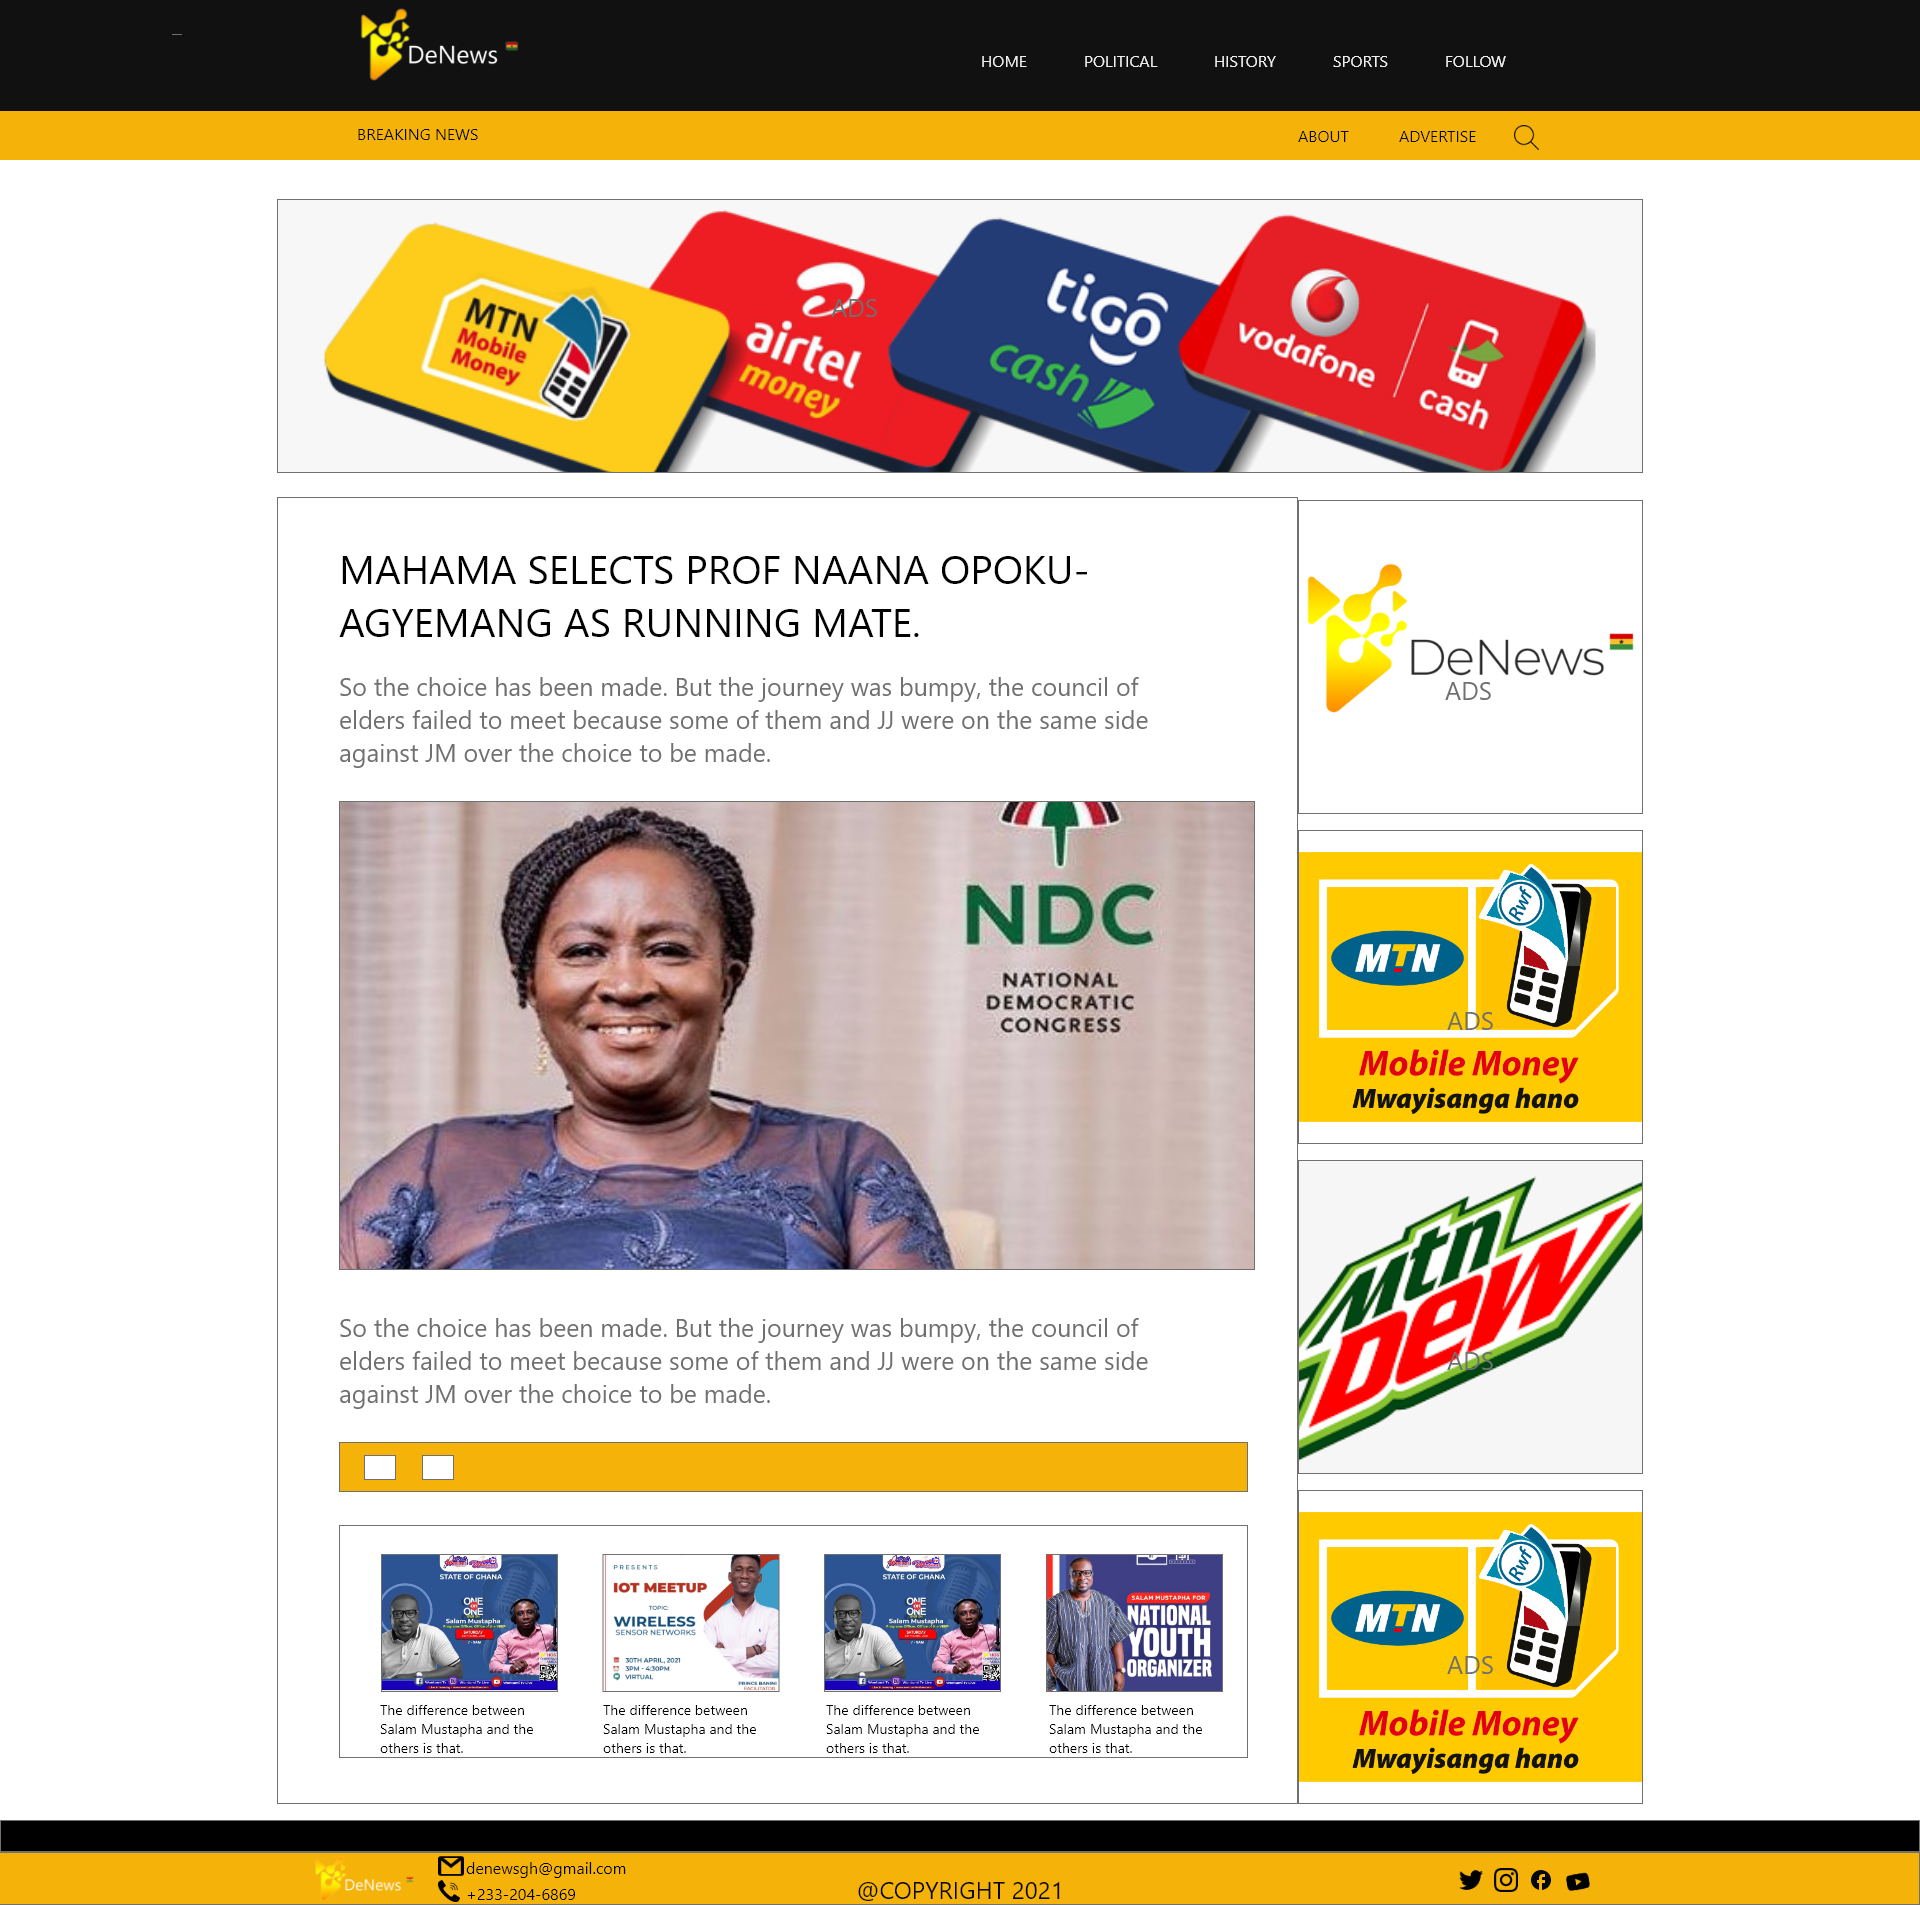 DeNews
HOME POLITICAL HISTORY SPORTS FOLLOW
BREAKING NEWS
ABOUT ADVERTISE
MTN
Mobile
Money
airtel
money
ADS
tigo
cash
vodafone
cash
MAHAMA SELECTS PROF NAANA OPOKU-
AGYEMANG AS RUNNING MATE.
So the choice has been made. But the journey was bumpy, the council of
elders failed to meet because some of them and JJ were on the same side
against JM over the choice to be made.
NDC
NATIONAL
DEMOCRATIC
CONGRESS
So the choice has been made. But the journey was bumpy, the council of
elders failed to meet because some of them and JJ were on the same side
against JM over the choice to be made.
STATE OF GHANA
ONE
ON
ONE
Salam Mustapha
SATURDAY
7 - 9AM
The difference between
Salam Mustapha and the
others is that.
PRESENTS
IOT MEETUP
TOPIC:
WIRELESS
SENSOR NETWORKS
30TH APRIL, 2021
3PM - 4:30PM
VIRTUAL
PRINCE BANINI
FACILITATOR
The difference between
Salam Mustapha and the
others is that.
STATE OF GHANA
ONE
ON
ONE
Salam Mustapha
SATURDAY
7 - 9AM
The difference between
Salam Mustapha and the
others is that.
SALAM MUSTAPHA FOR
NATIONAL
YOUTH
ORGANIZER
The difference between
Salam Mustapha and the
others is that.
DeNews
ADS
Rwf
MTN
ADS
Mobile Money
Mwayisanga hano
Mtn
DEW
ADS
Rwf
MTN
ADS
Mobile Money
Mwayisanga hano
DeNews
denewsgh@gmail.com
+233-204-6869
@COPYRIGHT 2021